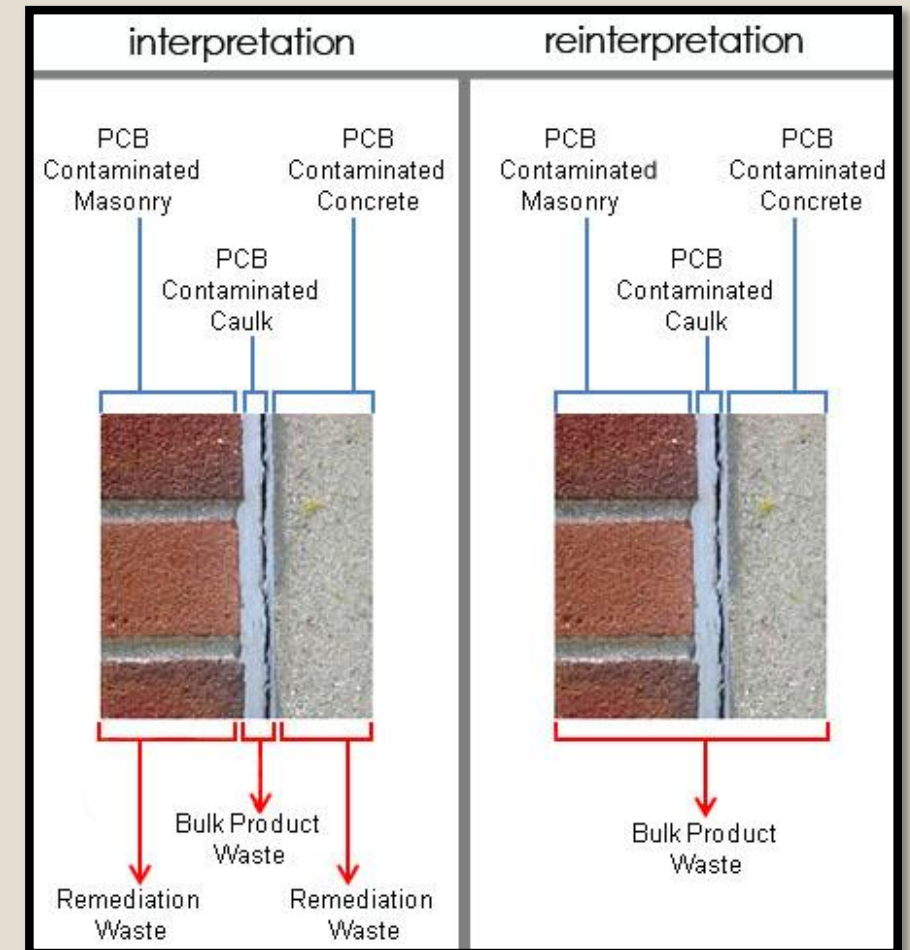 interpretation
PCB
Contaminated
Masonry
PCB
Contaminated
Concrete
PCB
Contaminated
Caulk
Bulk Product
Waste
Remediation
Waste
Remediation
Waste
reinterpretation
PCB
Contaminated
Masonry
PCB
Contaminated
Concrete
PCB
Contaminated
Caulk
Bulk Product
Waste